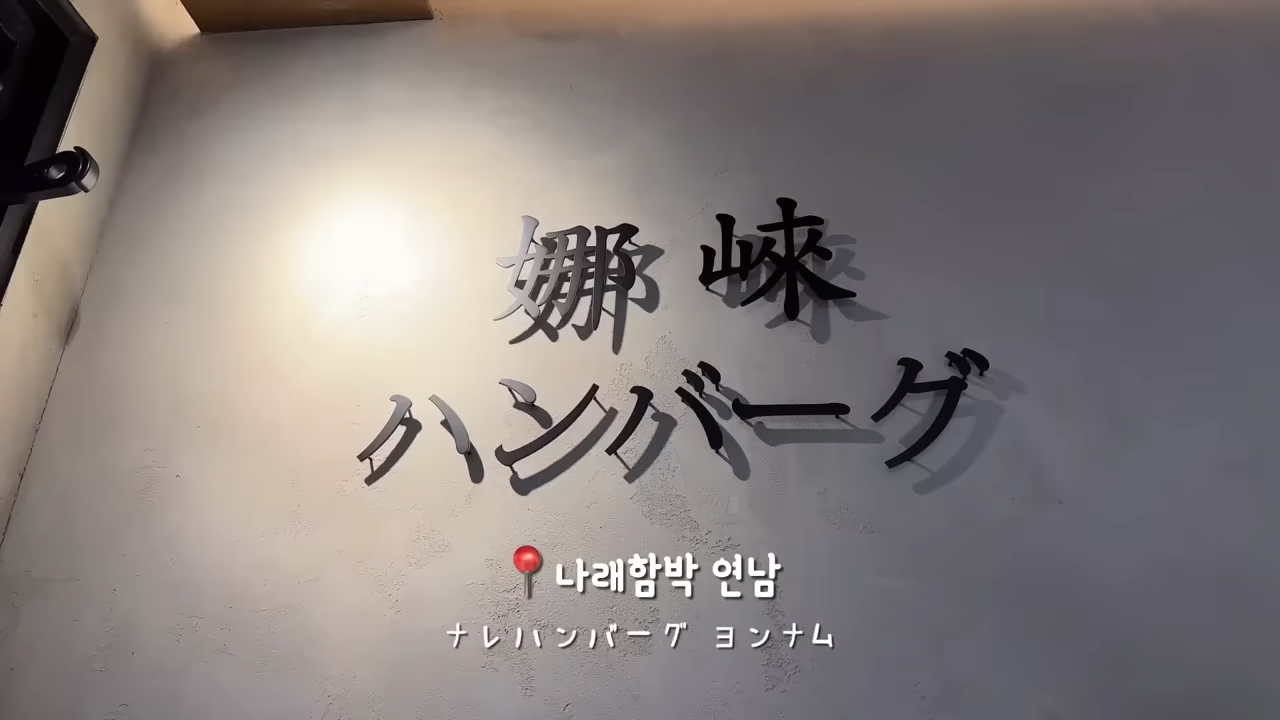 娜 崍
ハンバーグ
나래함박 연남
ナレハンバーグ ヨンナム